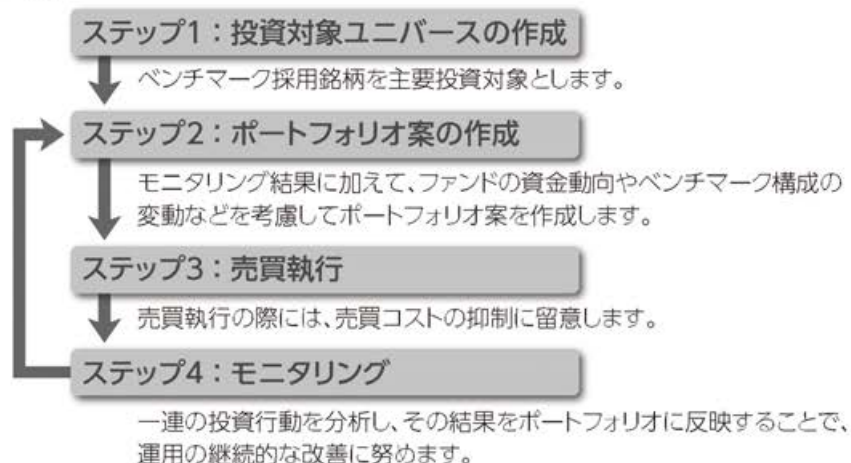 ステップ1：投資対象ユニバースの作成
ベンチマーク採用銘柄を主要投資対象とします。
ステップ2：ポートフォリオ案の作成
モニタリング結果に加えて、ファンドの資金動向やベンチマーク構成の
変動などを考慮してポートフォリオ案を作成します。
ステップ3：売買執行
売買執行の際には、売買コストの抑制に留意します。
ステップ4：モニタリング
一連の投資行動を分析し、その結果をポートフォリオに反映することで、
運用の継続的な改善に努めます。